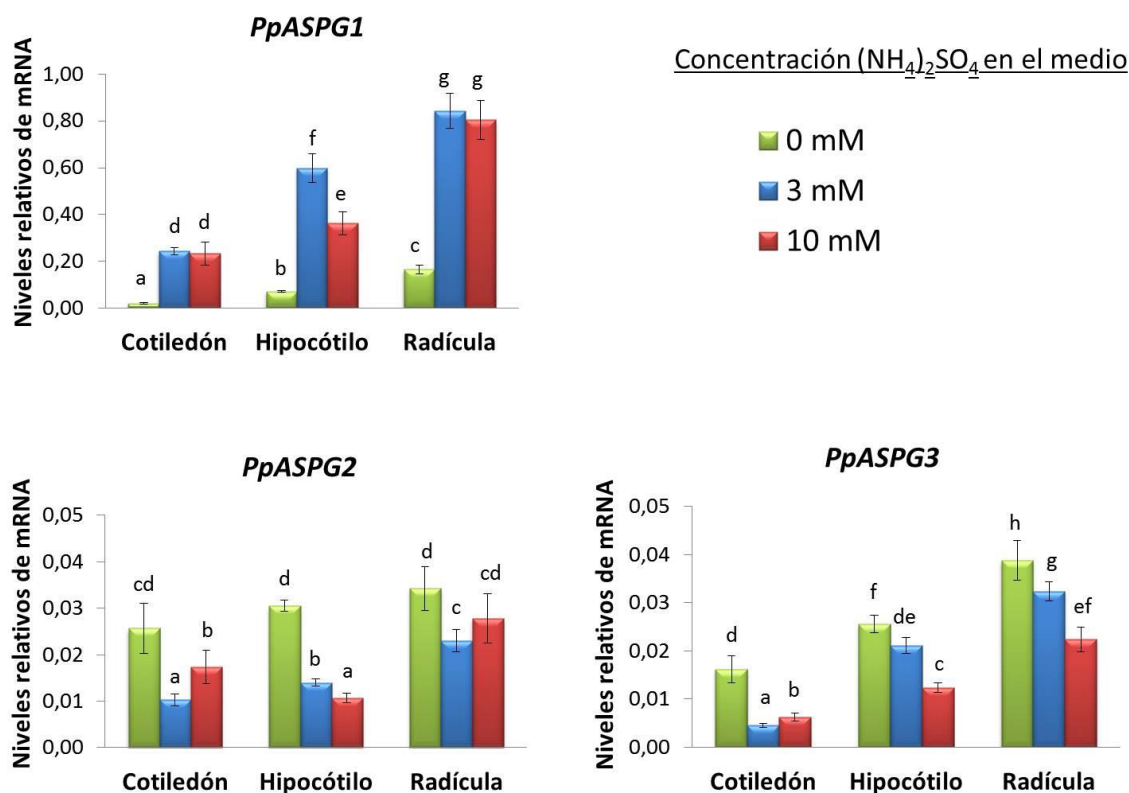 PpASPG1
Concentración (NH4)2SO4 en el medio
0 mM
3 mM
10 mM
Niveles relativos de mRNA
1,00
0,80
0,60
0,40
0,20
0,00
a
d
d
b
f
e
c
g
g
Cotiledón Hipocótilo Radícula
PpASPG2
Niveles relativos de mRNA
0,05
0,04
0,03
0,02
0,01
0,00
cd
a
b
d
b
a
d
c
cd
Cotiledón Hipocótilo Radícula
PpASPG3
Niveles relativos de mRNA
0,05
0,04
0,03
0,02
0,01
0,00
d
a
b
f
de
c
h
g
ef
Cotiledón Hipocótilo Radícula